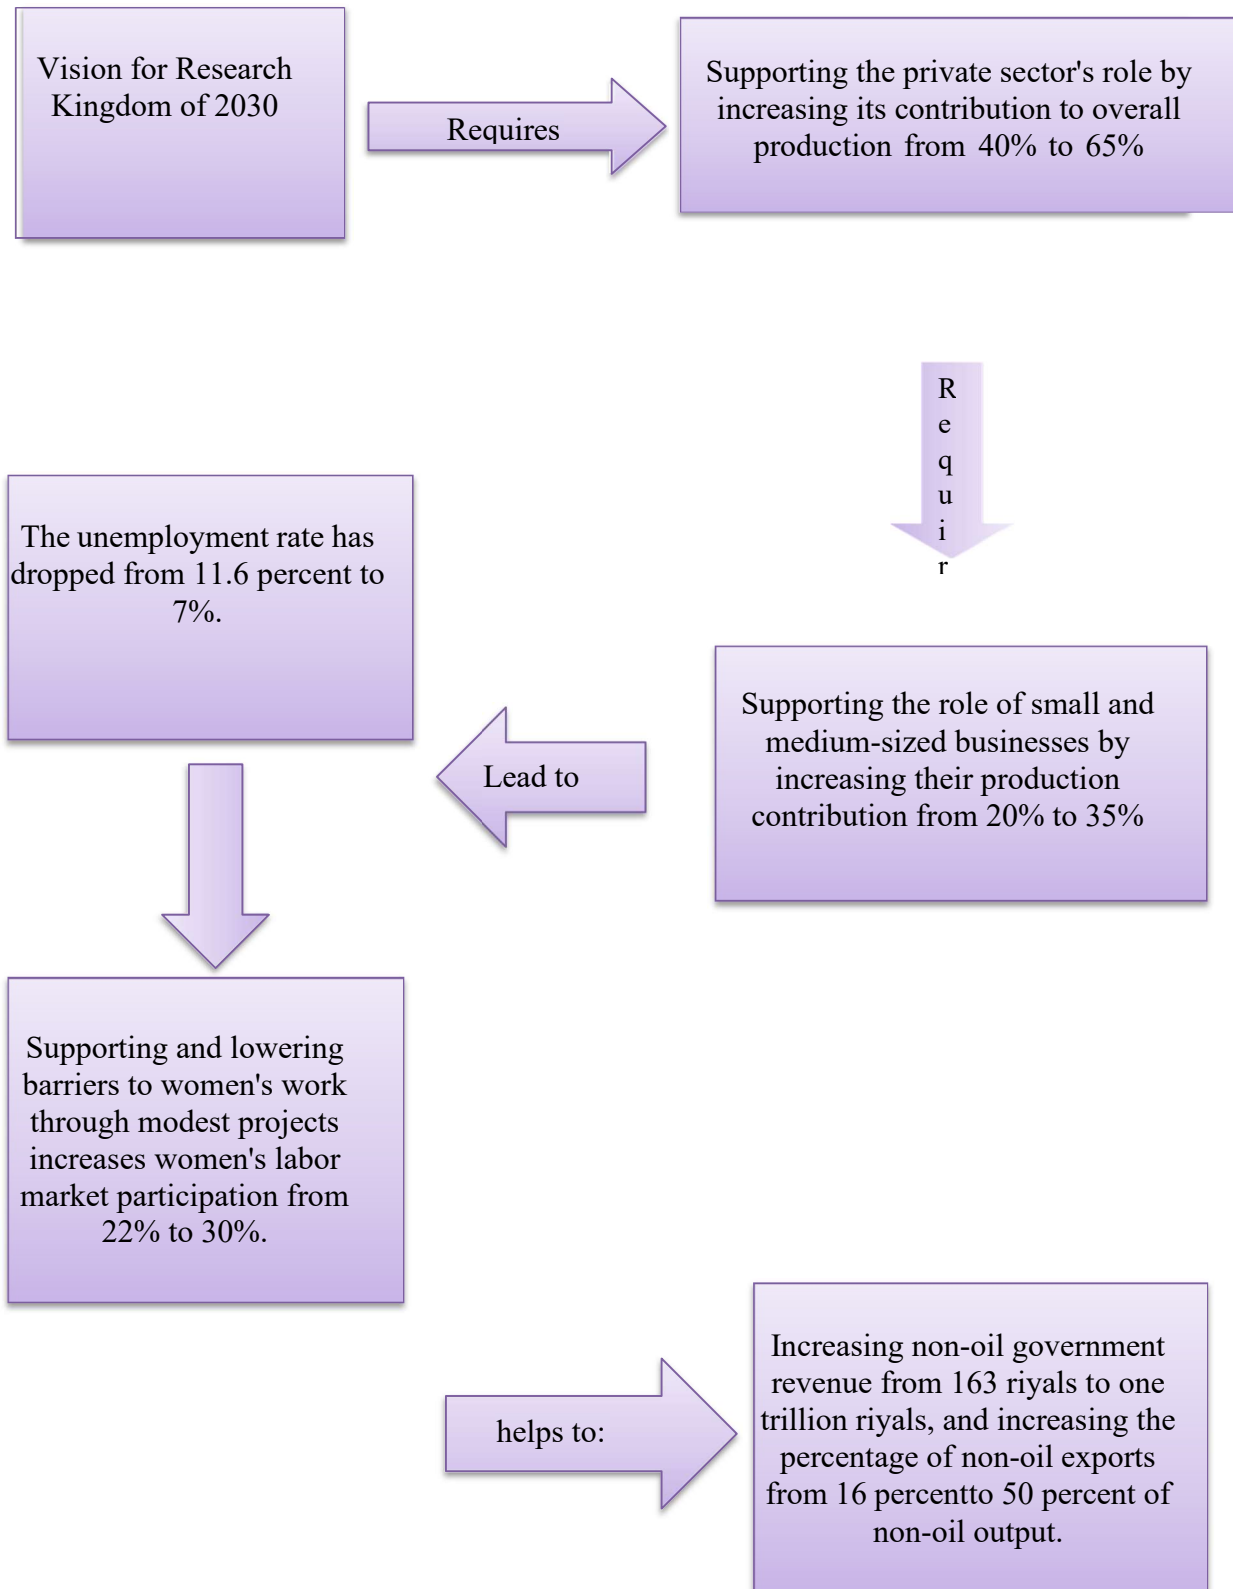 Vision for Research
Kingdom of 2030
Requires
Supporting the private sector's role by
increasing its contribution to overall
production from 40% to 65%
R
e
q
u
i
r
Supporting the role of small and
medium-sized businesses by
increasing their production
contribution from 20% to 35%
Lead to
The unemployment rate has
dropped from 11.6 percent to
7%.
Supporting and lowering
barriers to women's work
through modest projects
increases women's labor
market participation from
22% to 30%.
helps to:
Increasing non-oil government
revenue from 163 riyals to one
trillion riyals, and increasing the
percentage of non-oil exports
from 16 percentto 50 percent of
non-oil output.